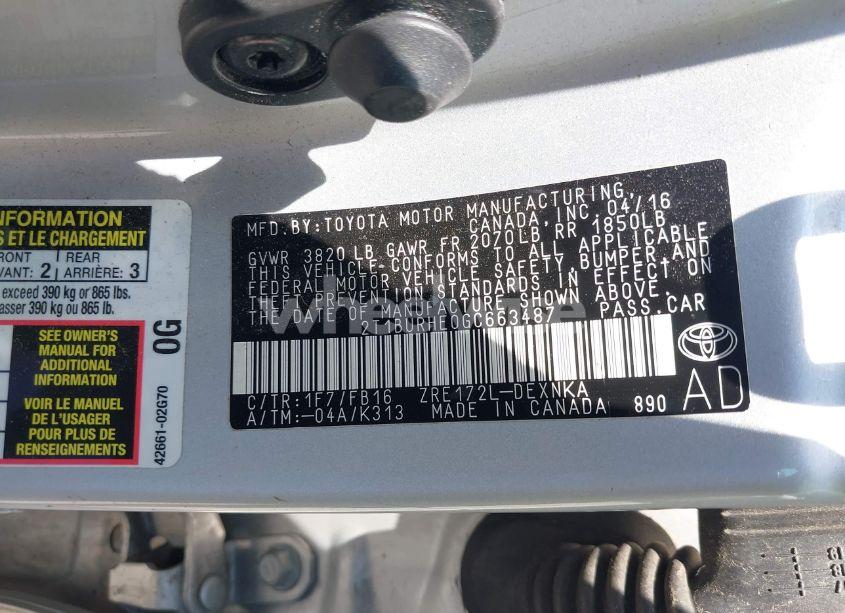 INFORMATION
S ET LE CHARGEMENT
FRONT
VANT: 2
REAR
ARRIÈRE: 3
exceed 390 kg or 865 lbs.
asser 390 kg ou 865 lb.
SEE OWNER'S
MANUAL FOR
ADDITIONAL
INFORMATION
VOIR LE MANUEL
DE L'USAGER
POUR PLUS DE
RENSEIGNEMENTS
0G
42661-02G70
MFD.BY:TOYOTA MOTOR MANUFACTURING,
CANADA, INC. 04/16
GVWR 3820 LB GAWR FR 2070LB RR 1850LB
THIS VEHICLE CONFORMS TO ALL APPLICABLE
FEDERAL MOTOR VEHICLE SAFETY, BUMPER, AND
THEFT PREVENTION STANDARDS IN EFFECT ON
THE DATE OF MANUFACTURE SHOWN ABOVE.
2T1BURHE0GC663487 PASS.CAR
C/TR:1F7/FB16 ZRE172L-DEXNKA
A/TM:-04A/K313 MADE IN CANADA 890
AD